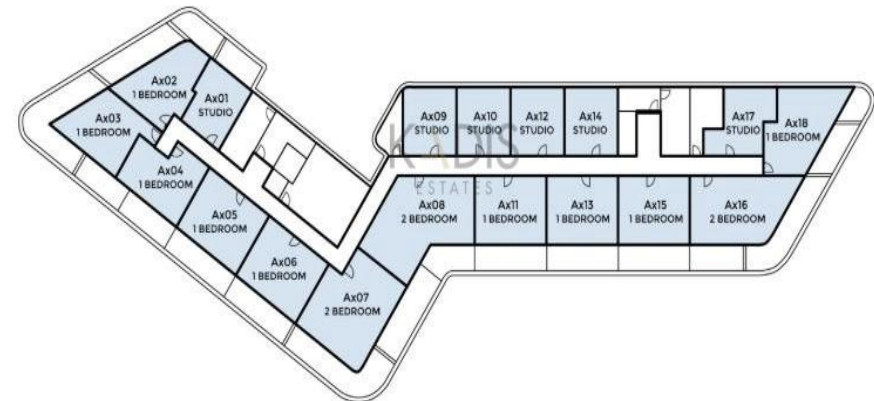 Ax02
1 BEDROOM
Ax01
STUDIO
Ax03
1 BEDROOM
Ax04
1 BEDROOM
Ax05
1 BEDROOM
Ax06
1 BEDROOM
Ax07
2 BEDROOM
Ax09
STUDIO
Ax10
STUDIO
Ax12
STUDIO
Ax14
STUDIO
Ax17
STUDIO
Ax18
1 BEDROOM
KADIS
ESTATES
Ax08
2 BEDROOM
Ax11
1 BEDROOM
Ax13
1 BEDROOM
Ax15
1 BEDROOM
Ax16
2 BEDROOM